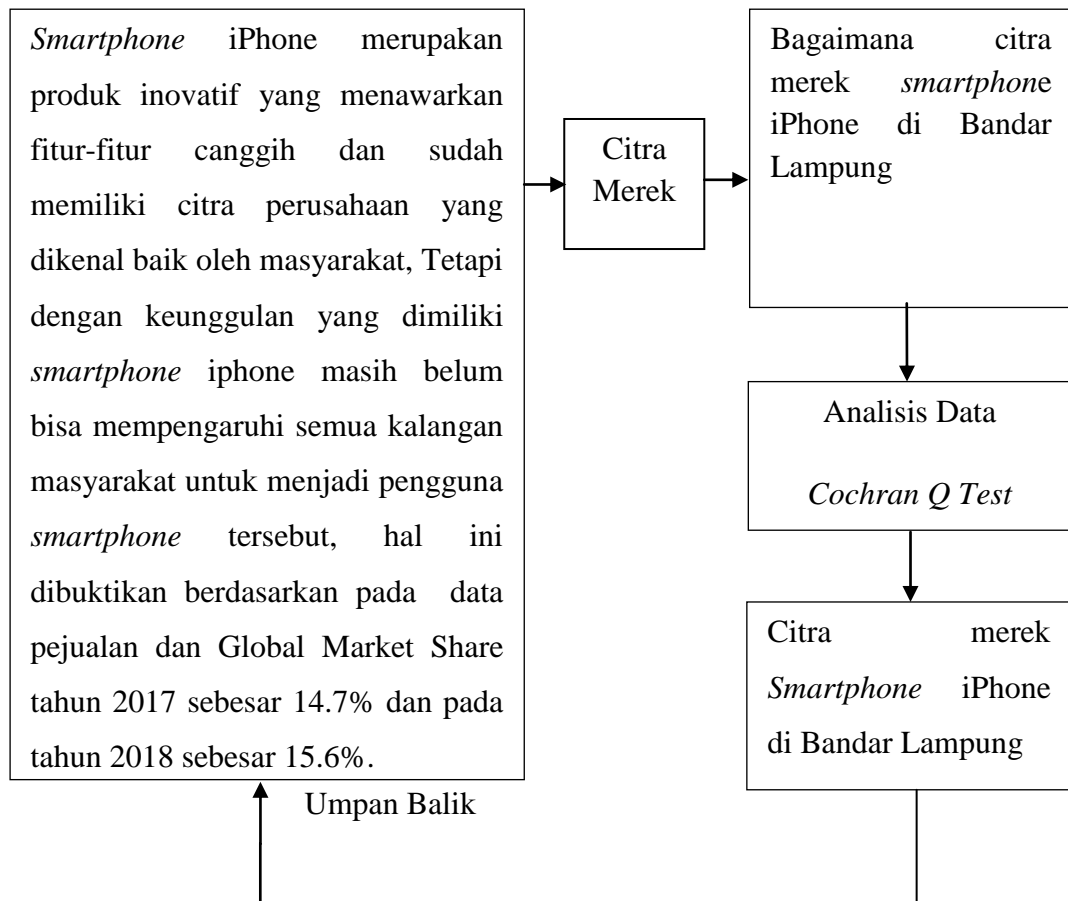 Smartphone iPhone merupakan
produk inovatif yang menawarkan
fitur-fitur canggih dan sudah
memiliki citra perusahaan yang
dikenal baik oleh masyarakat, Tetapi
dengan keunggulan yang dimiliki
smartphone iphone masih belum
bisa mempengaruhi semua kalangan
masyarakat untuk menjadi pengguna
smartphone tersebut, hal ini
dibuktikan berdasarkan pada data
pejualan dan Global Market Share
tahun 2017 sebesar 14.7% dan pada
tahun 2018 sebesar 15.6%.
Citra
Merek
Bagaimana citra
merek smartphone
iPhone di Bandar
Lampung
Analisis Data
Cochran Q Test
Citra merek
Smartphone iPhone
di Bandar Lampung
Umpan Balik